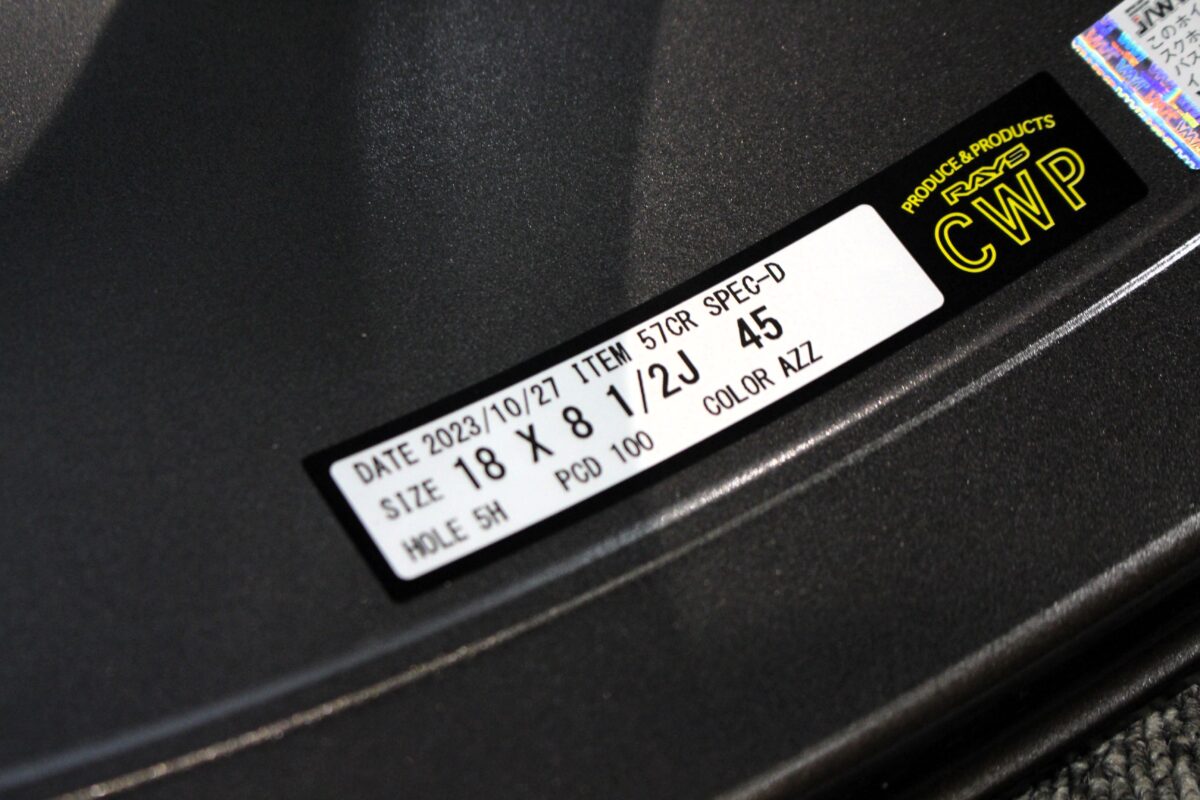 PRODUCE & PRODUCTS
RAYS
CWP
DATE 2023/10/27 ITEM 57CR SPEC-D
SIZE 18 X 8 1/2J 45
HOLE 5H PCD 100 COLOR AZZ